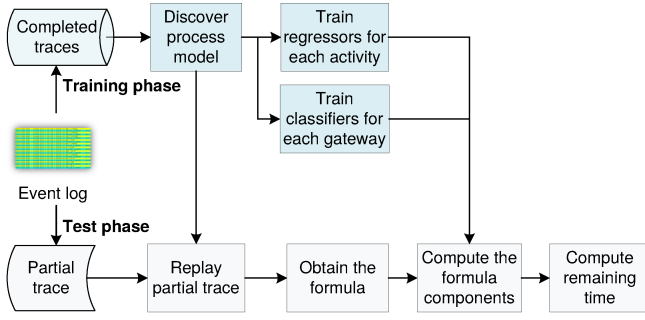 Completed
traces
Discover
process
model
Train
regressors for
each activity
Training phase
Train
classifiers for
each gateway
Event log
Test phase
Partial
trace
Replay
partial trace
Obtain the
formula
Compute the
formula
components
Compute
remaining
time